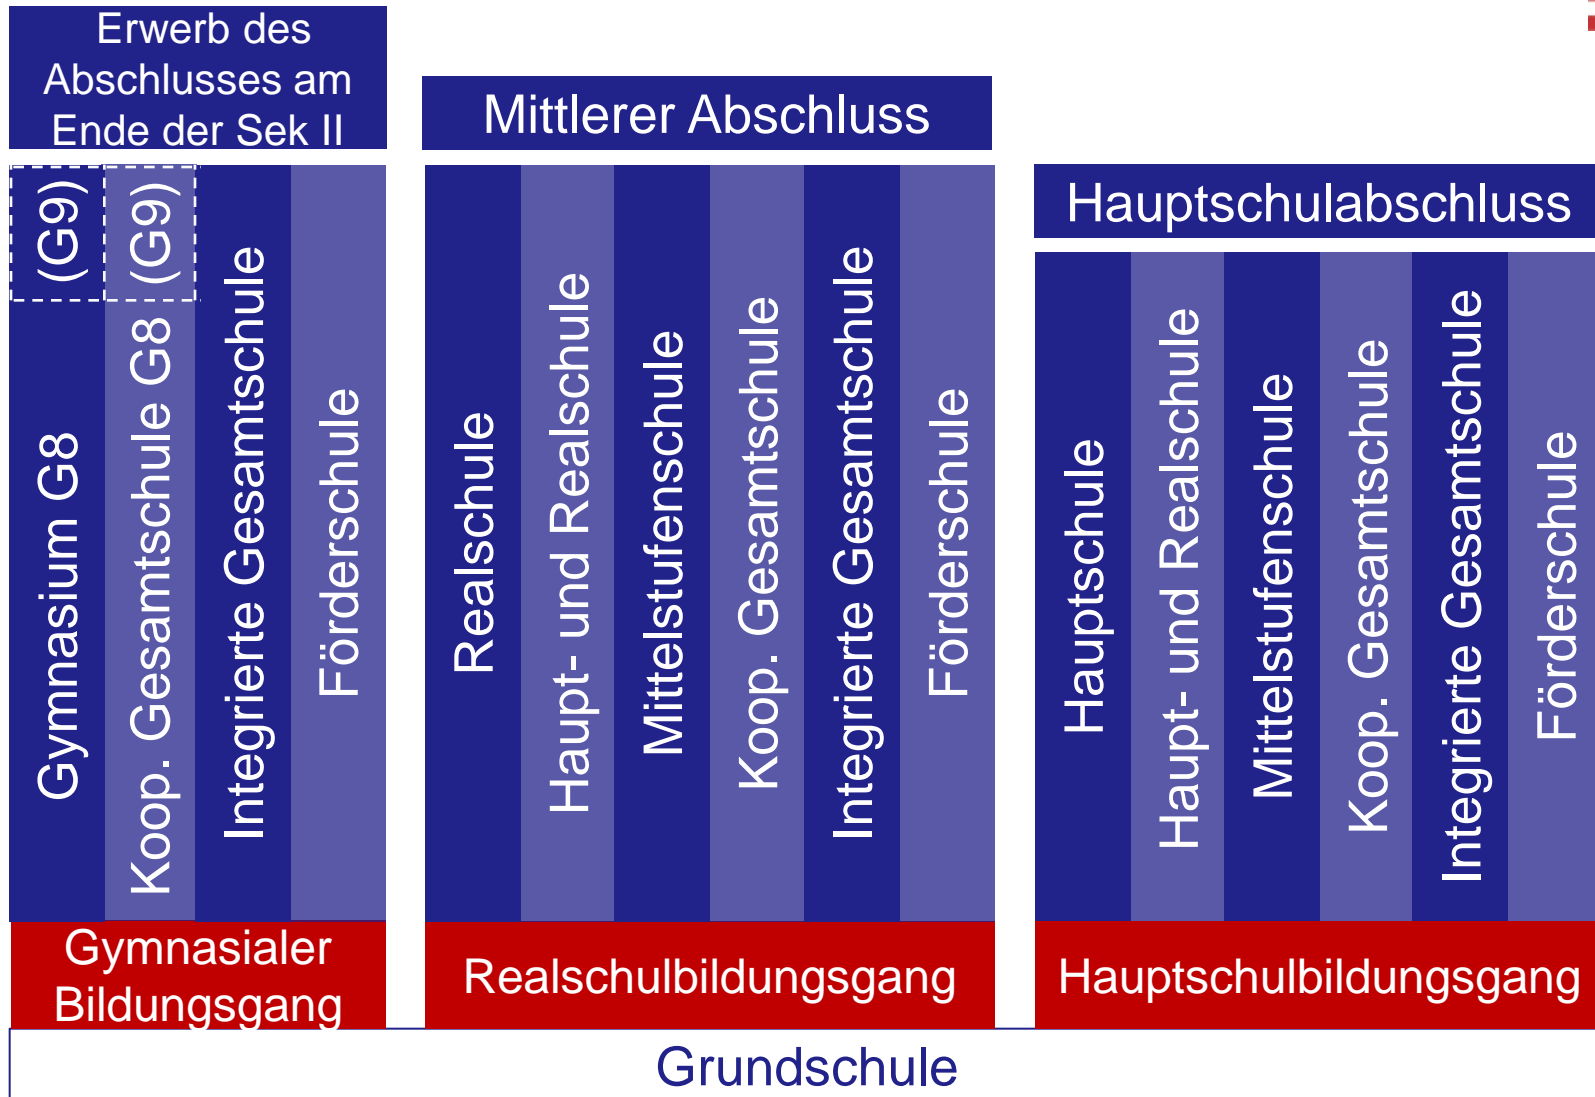 Erwerb des
Abschlusses am
Ende der Sek II
Mittlerer Abschluss
Hauptschulabschluss
Gymnasium G8 (G9)
Koop. Gesamtschule G8 (G9)
Integrierte Gesamtschule
Förderschule
Realschule
Haupt- und Realschule
Mittelstufenschule
Koop. Gesamtschule
Integrierte Gesamtschule
Förderschule
Hauptschule
Haupt- und Realschule
Mittelstufenschule
Koop. Gesamtschule
Integrierte Gesamtschule
Förderschule
Gymnasialer
Bildungsgang
Realschulbildungsgang
Hauptschulbildungsgang
Grundschule